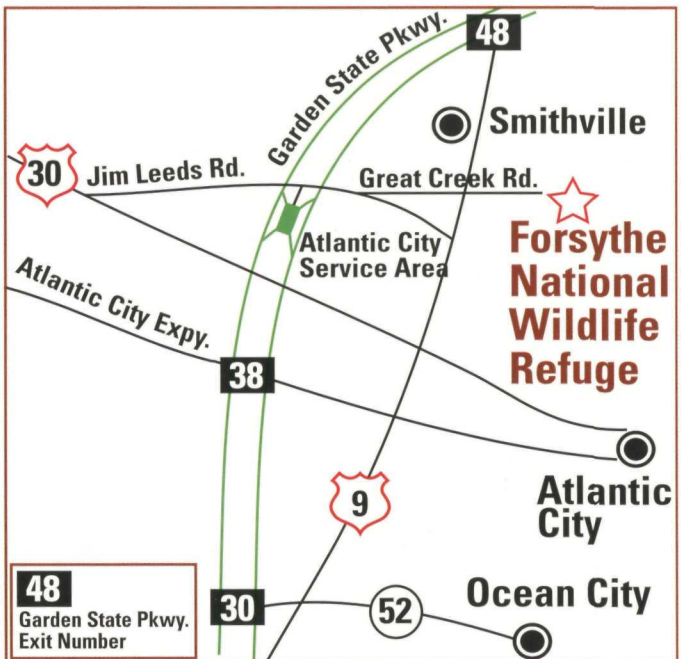 Garden State Pkwy.
48
Smithville
30
Jim Leeds Rd.
Great Creek Rd.
Atlantic City
Service Area
Forsythe
National
Wildlife
Refuge
Atlantic City Expy.
38
9
Atlantic
City
48
Garden State Pkwy.
Exit Number
30
52
Ocean City